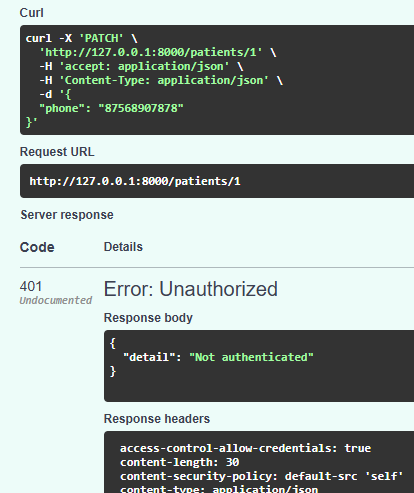 Curl
curl -X 'PATCH' \
'http://127.0.0.1:8000/patients/1' \
-H 'accept: application/json' \
-H 'Content-Type: application/json' \
-d '{
"phone": "87568907878"
}'
Request URL
http://127.0.0.1:8000/patients/1
Server response
Code Details
401 Error: Unauthorized
Undocumented
Response body
{
"detail": "Not authenticated"
}
Response headers
access-control-allow-credentials: true
content-length: 30
content-security-policy: default-src 'self'
content-type: application/json